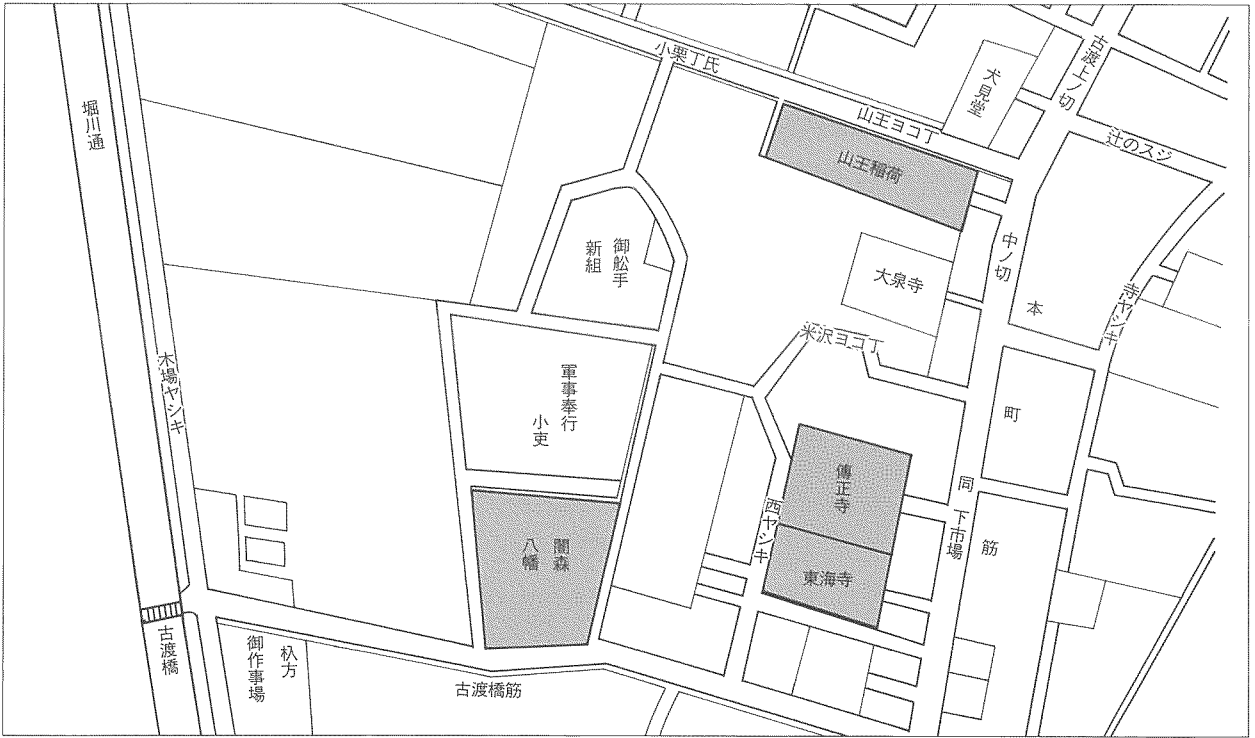 小栗丁氏
古渡上ノ切
犬見堂
堀川通
山王ヨコ丁
辻のスジ
山王稲荷
中ノ切
御舩手
新組
大泉寺
寺ヤシキ
本
町
筋
米沢ヨコ丁
木場ヤシキ
軍事奉行
小吏
傳正寺
同下市場
西ヤシキ
闇森
八幡
東海寺
古渡橋
杁方
御作事場
古渡橋筋